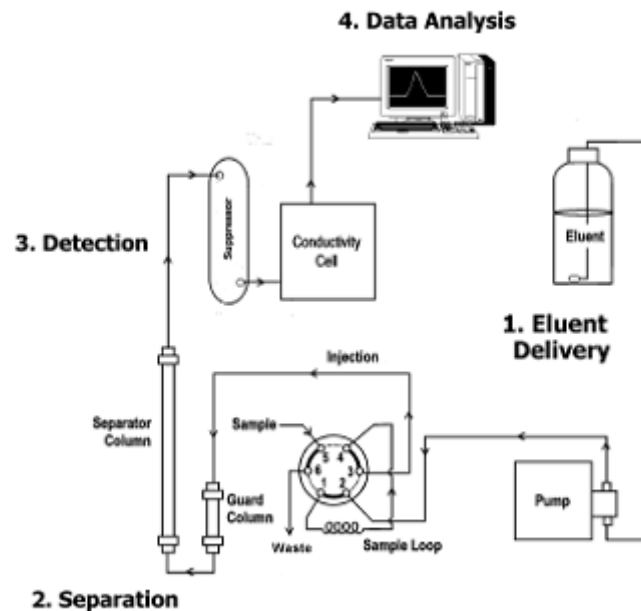 4. Data Analysis
Suppressor
3. Detection
Conductivity
Cell
Eluent
1. Eluent
Delivery
Injection
Separator
Column
Sample
5 4
6 3
1 2
Guard
Column
Waste
Sample Loop
Pump
2. Separation